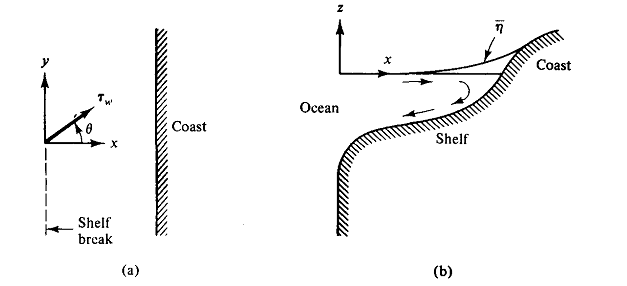 y
τw
θ
x
Coast
Shelf
break
(a)
z
η̅
x
Coast
Ocean
Shelf
(b)